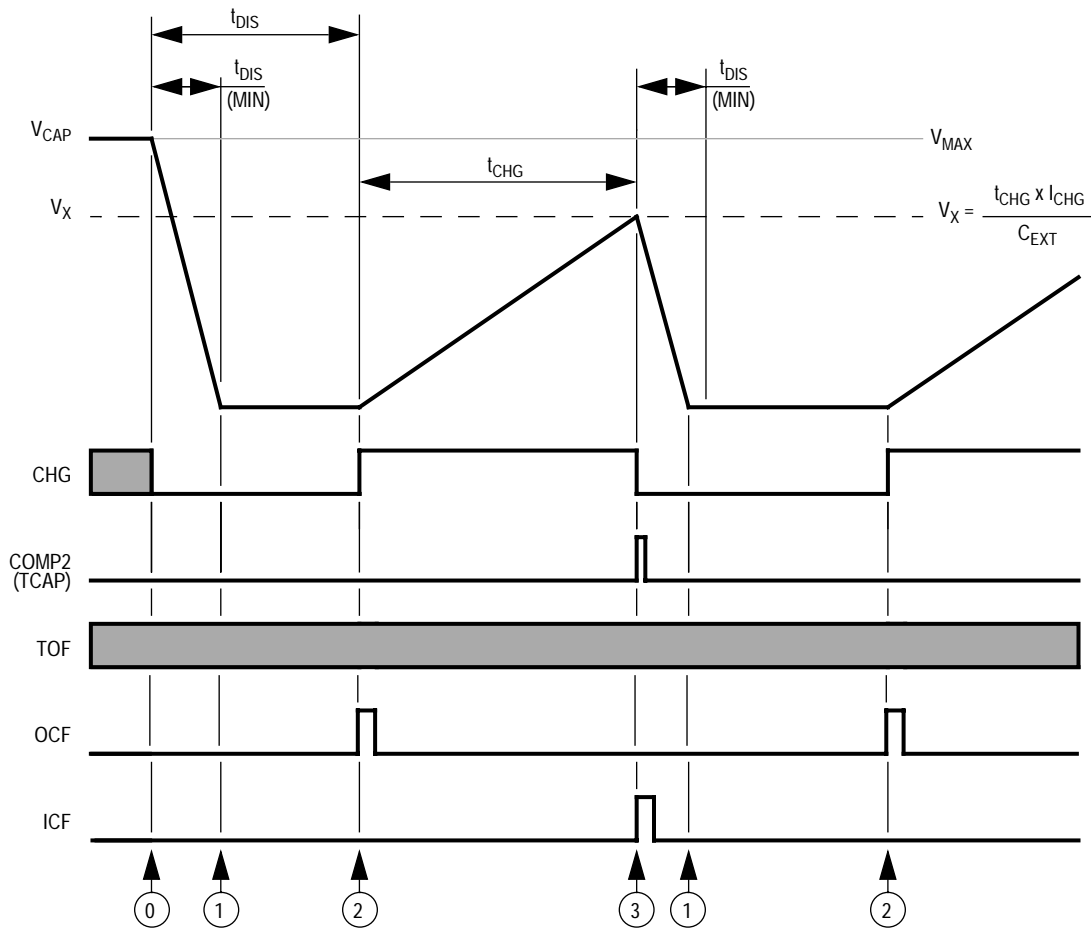 tDIS
tDIS
(MIN)
tDIS
(MIN)
VCAP
VMAX
tCHG
VX
VX = tCHG x ICHG
CEXT
CHG
COMP2
(TCAP)
TOF
OCF
ICF
0 1 2 3 1 2